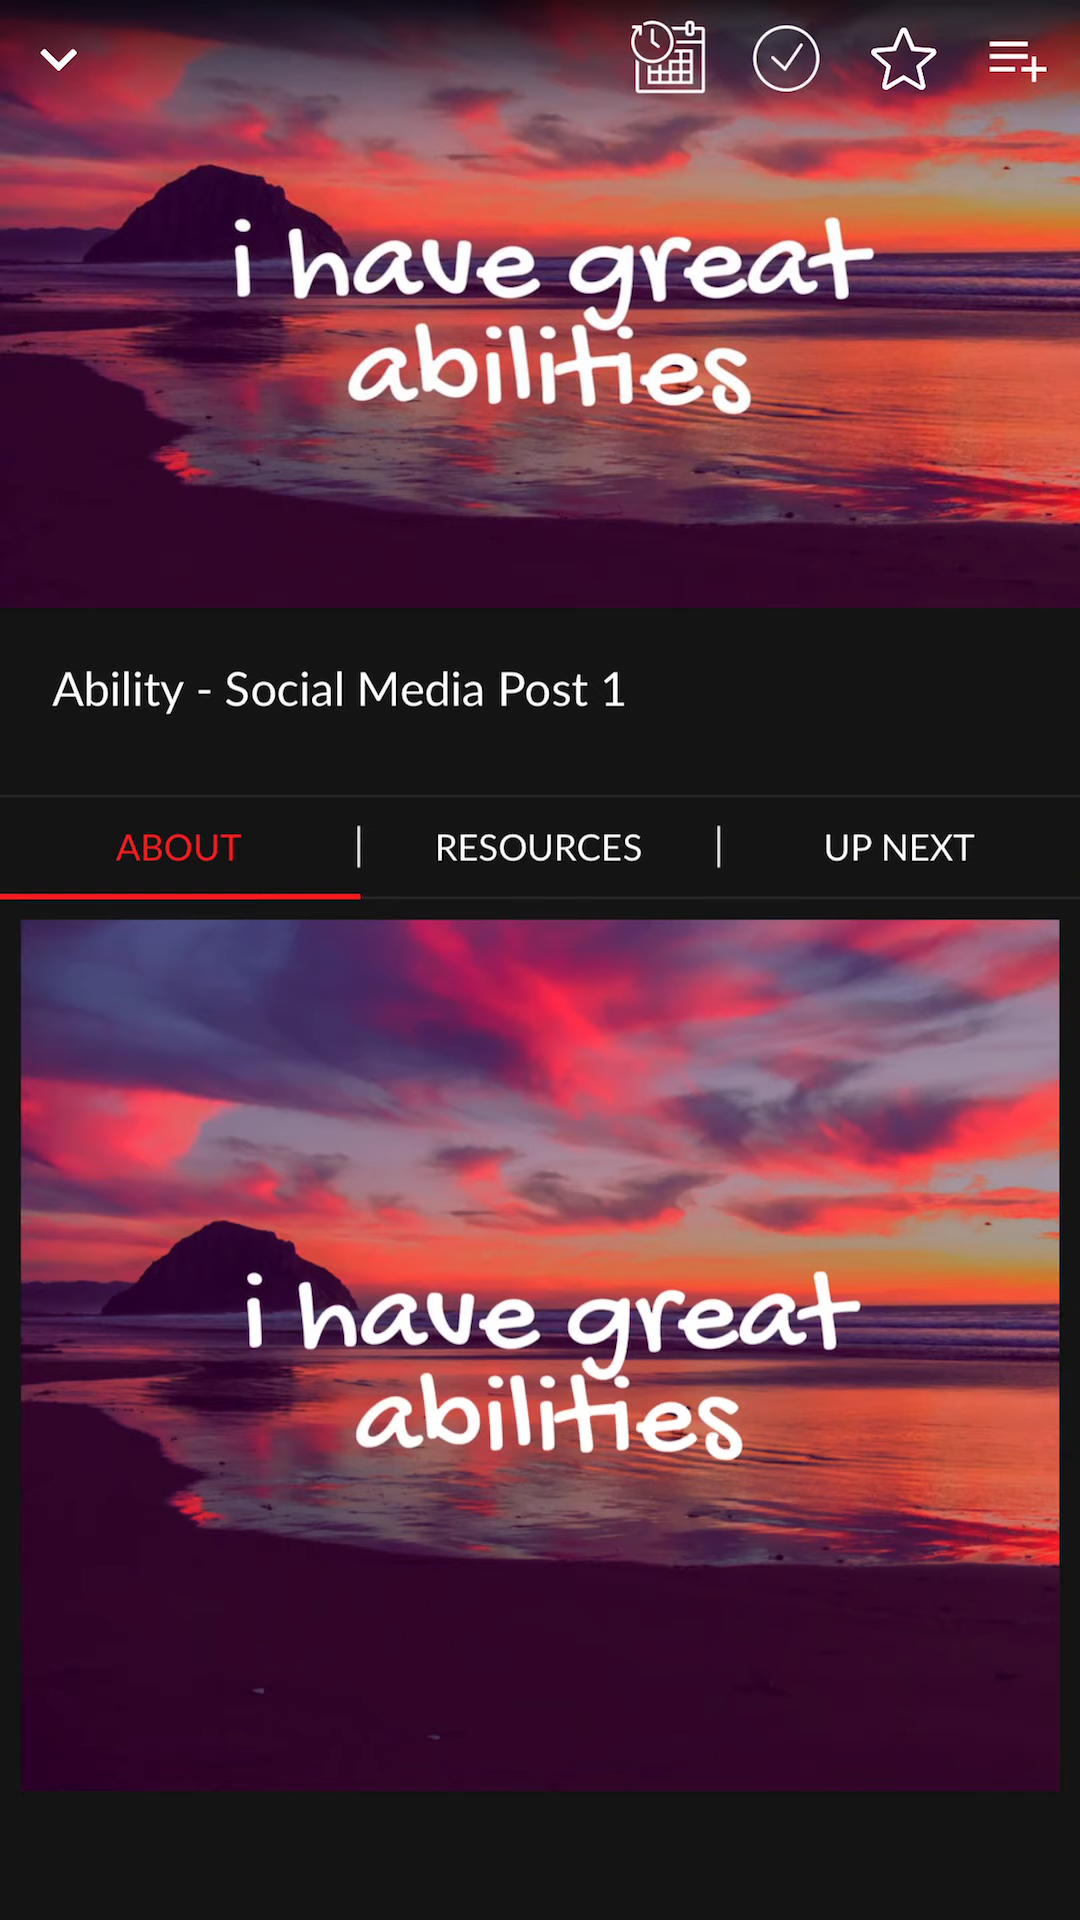 i have great
abilities
Ability - Social Media Post 1
ABOUT | RESOURCES | UP NEXT
i have great
abilities